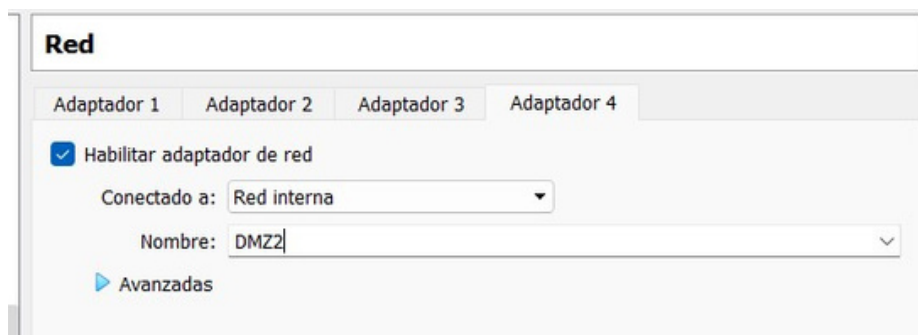 Red
Adaptador 1 Adaptador 2 Adaptador 3 Adaptador 4
Habilitar adaptador de red
Conectado a: Red interna
Nombre: DMZ2
Avanzadas